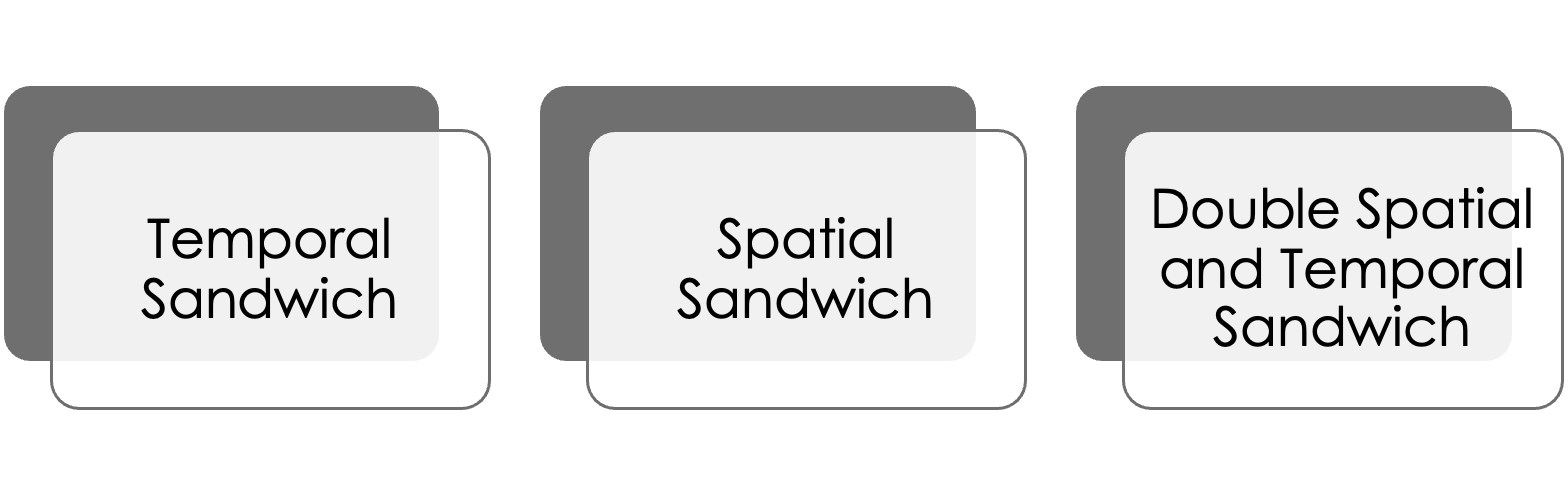 Temporal
Sandwich
Spatial
Sandwich
Double Spatial
and Temporal
Sandwich